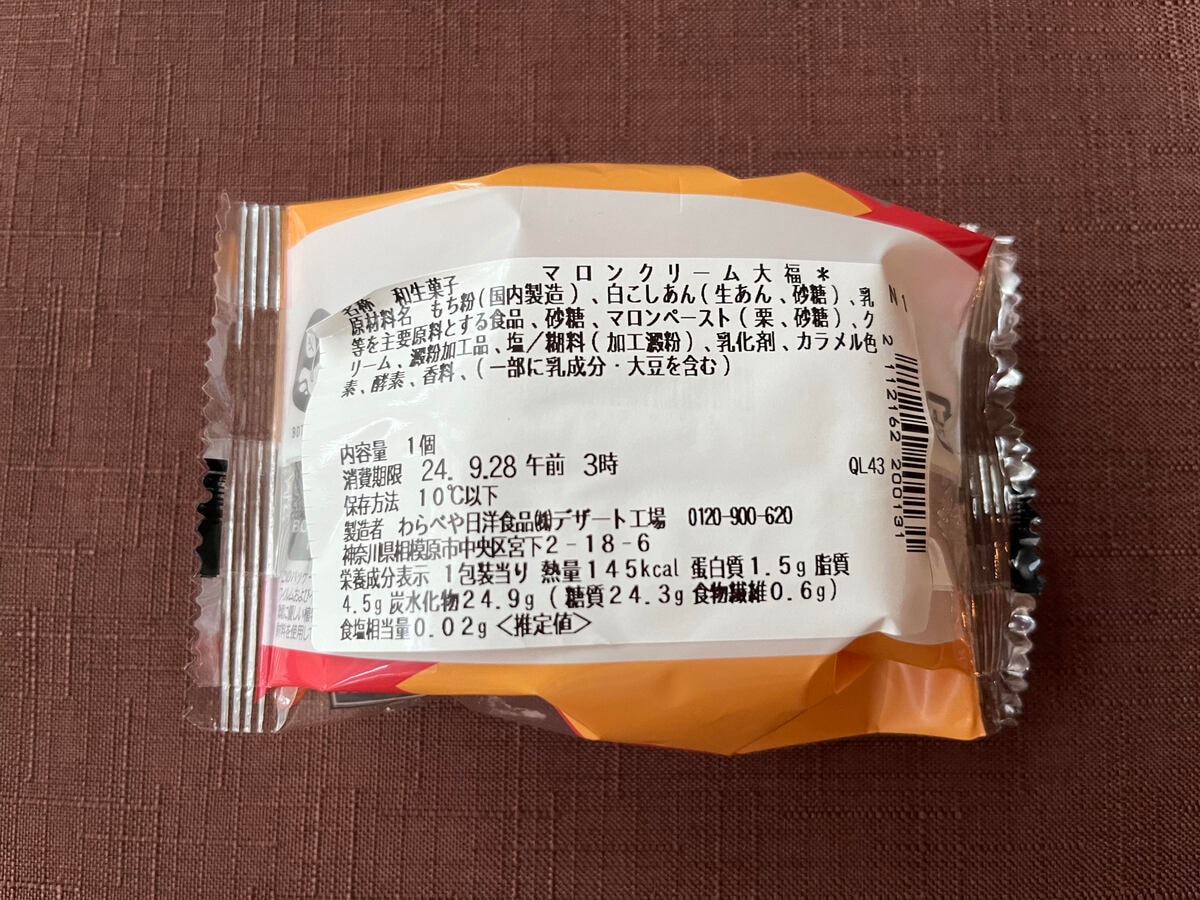 マロンクリーム大福*
名称 和生菓子
原材料名 もち粉(国内製造)、白こしあん(生あん、砂糖)、乳
等を主要原料とする食品、砂糖、マロンペースト(栗、砂糖)、ク
リーム、澱粉加工品、塩/糊料(加工澱粉)、乳化剤、カラメル色
素、酵素、香料、(一部に乳成分・大豆を含む)
内容量 1個
消費期限 24. 9.28 午前 3時
保存方法 10℃以下
製造者 わらべや日洋食品㈱デザート工場 0120-900-620
神奈川県相模原市中央区宮下2-18-6
栄養成分表示 1包装当り 熱量145kcal 蛋白質1.5g 脂質
4.5g 炭水化物24.9g (糖質24.3g 食物繊維0.6g)
食塩相当量0.02g <推定値>
N1
QL43
2 112162 200131